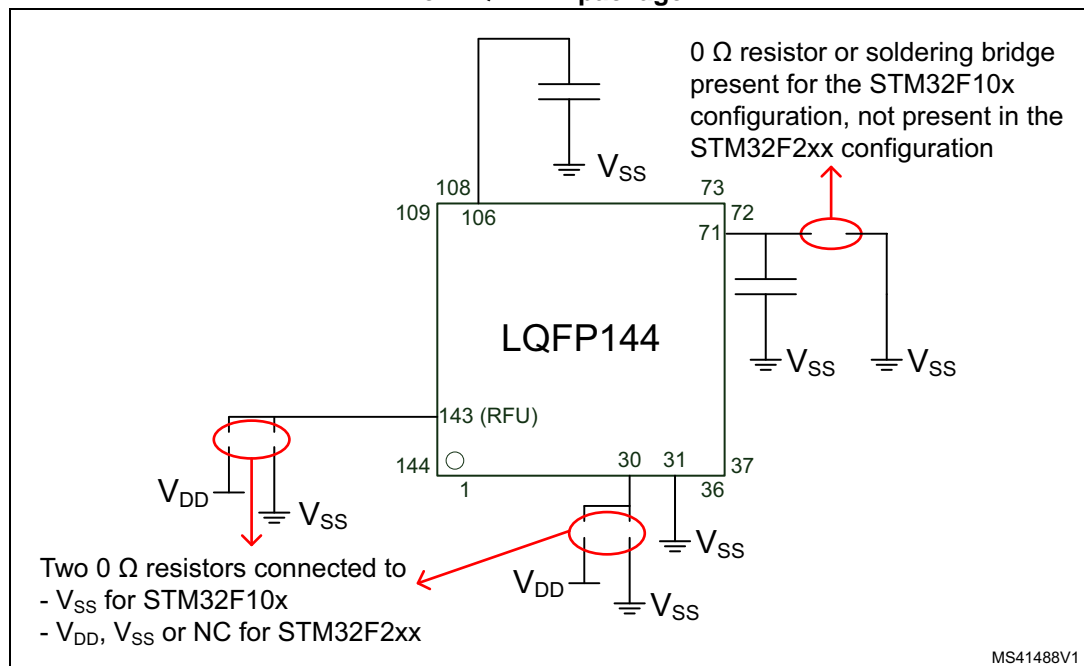 package
0 Ω resistor or soldering bridge
present for the STM32F10x
configuration, not present in the
STM32F2xx configuration
VSS
108
73
109
106
72
71
LQFP144
VSS
VSS
143 (RFU)
144
30
31
37
1
36
VDD
VSS
VSS
VDD
VSS
Two 0 Ω resistors connected to
- VSS for STM32F10x
- VDD, VSS or NC for STM32F2xx
MS41488V1